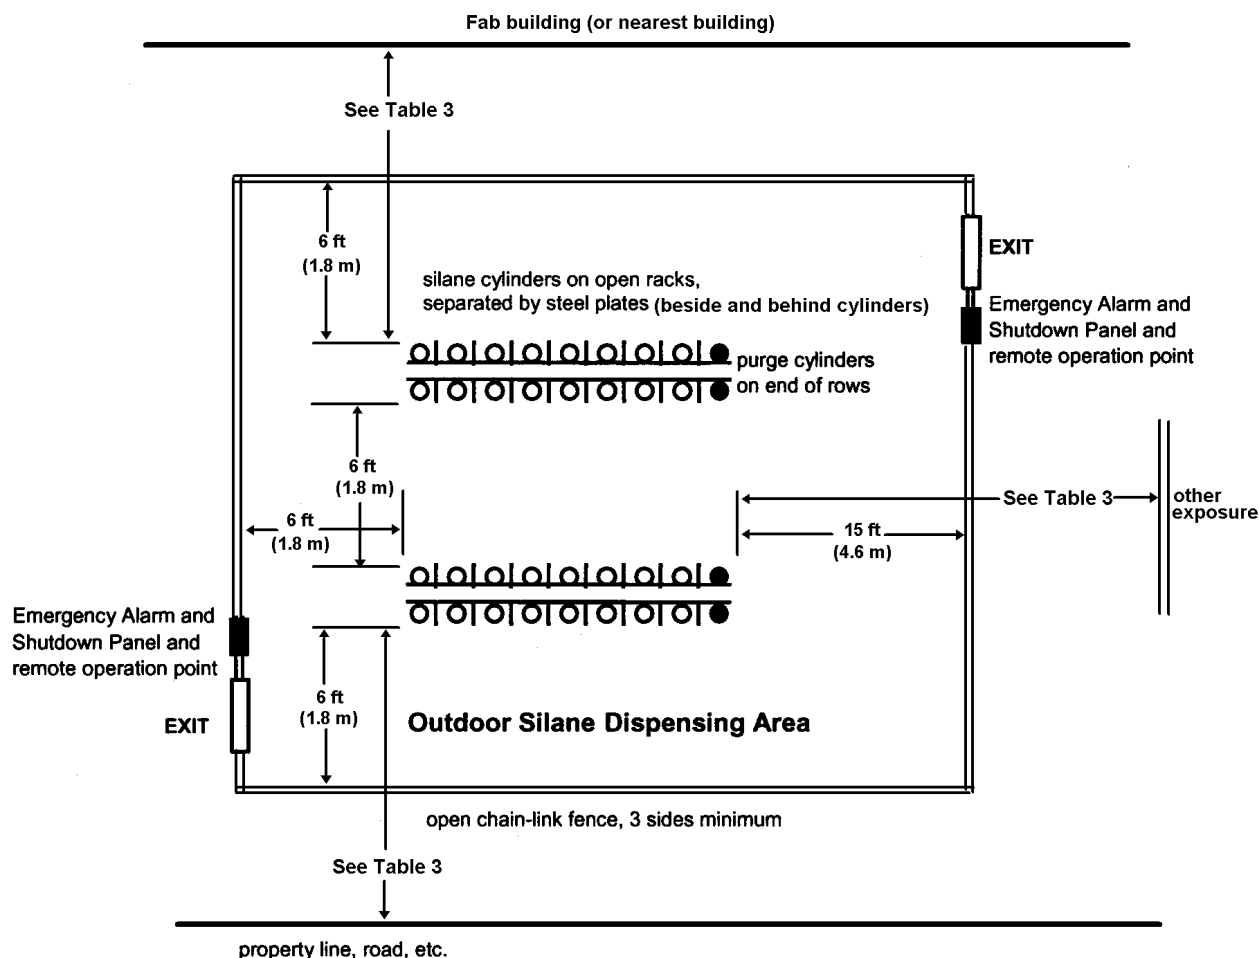 Fab building (or nearest building)
See Table 3
6 ft
(1.8 m)
EXIT
silane cylinders on open racks,
separated by steel plates (beside and behind cylinders)
Emergency Alarm and
Shutdown Panel and
remote operation point
purge cylinders
on end of rows
6 ft
(1.8 m)
See Table 3
other
exposure
6 ft
(1.8 m)
15 ft
(4.6 m)
Emergency Alarm and
Shutdown Panel and
remote operation point
6 ft
(1.8 m)
EXIT
Outdoor Silane Dispensing Area
open chain-link fence, 3 sides minimum
See Table 3
property line, road, etc.